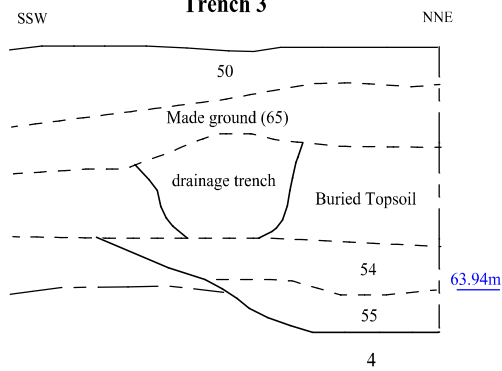 Trench 3
SSW
NNE
50
Made ground (65)
drainage trench
Buried Topsoil
54
63.94m
55
4